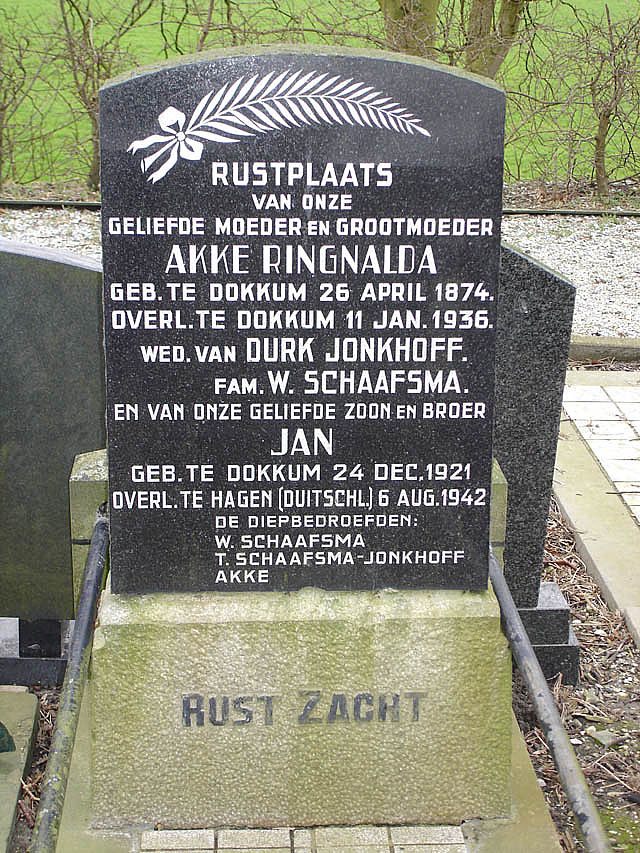 RUSTPLAATS
VAN ONZE
GELIEFDE MOEDER EN GROOTMOEDER
AKKE RINGNALDA
GEB. TE DOKKUM 26 APRIL 1874.
OVERL. TE DOKKUM 11 JAN. 1936.
WED. VAN DURK JONKHOFF.
FAM. W. SCHAAFSMA.
EN VAN ONZE GELIEFDE ZOON EN BROER
JAN
GEB. TE DOKKUM 24 DEC. 1921
OVERL. TE HAGEN (DUITSCHL.) 6 AUG. 1942
DE DIEPBEDROEFDEN:
W. SCHAAFSMA
T. SCHAAFSMA-JONKHOFF
AKKE
RUST ZACHT